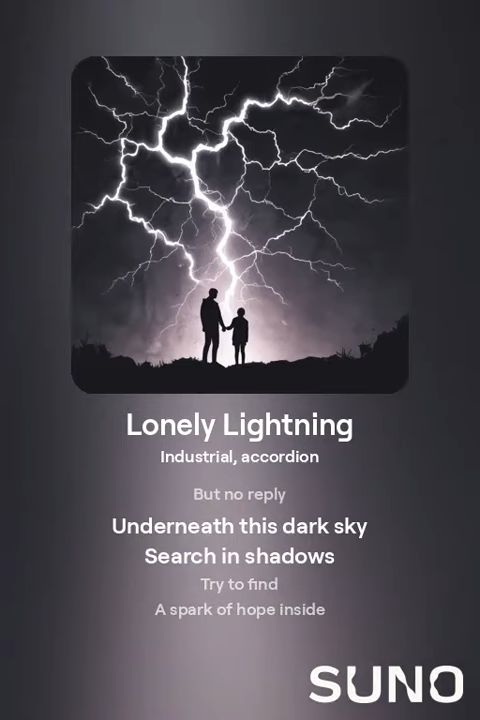 Lonely Lightning
Industrial, accordion
But no reply
Underneath this dark sky
Search in shadows
Try to find
A spark of hope inside
SUNO